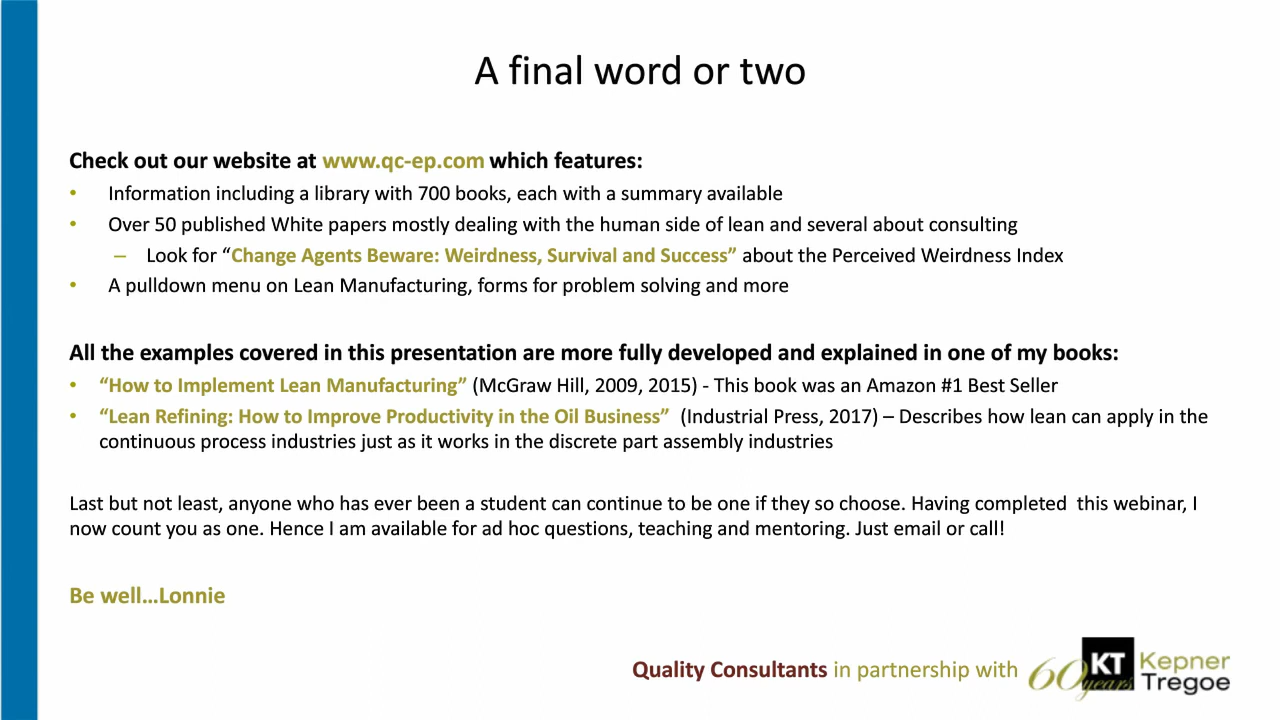 A final word or two
Check out our website at www.qc-ep.com which features:
• Information including a library with 700 books, each with a summary available
• Over 50 published White papers mostly dealing with the human side of lean and several about consulting
– Look for “Change Agents Beware: Weirdness, Survival and Success” about the Perceived Weirdness Index
• A pulldown menu on Lean Manufacturing, forms for problem solving and more
All the examples covered in this presentation are more fully developed and explained in one of my books:
• “How to Implement Lean Manufacturing” (McGraw Hill, 2009, 2015) - This book was an Amazon #1 Best Seller
• “Lean Refining: How to Improve Productivity in the Oil Business” (Industrial Press, 2017) – Describes how lean can apply in the
continuous process industries just as it works in the discrete part assembly industries
Last but not least, anyone who has ever been a student can continue to be one if they so choose. Having completed this webinar, I
now count you as one. Hence I am available for ad hoc questions, teaching and mentoring. Just email or call!
Be well…Lonnie
Quality Consultants in partnership with
60 years
KT
Kepner
Tregoe